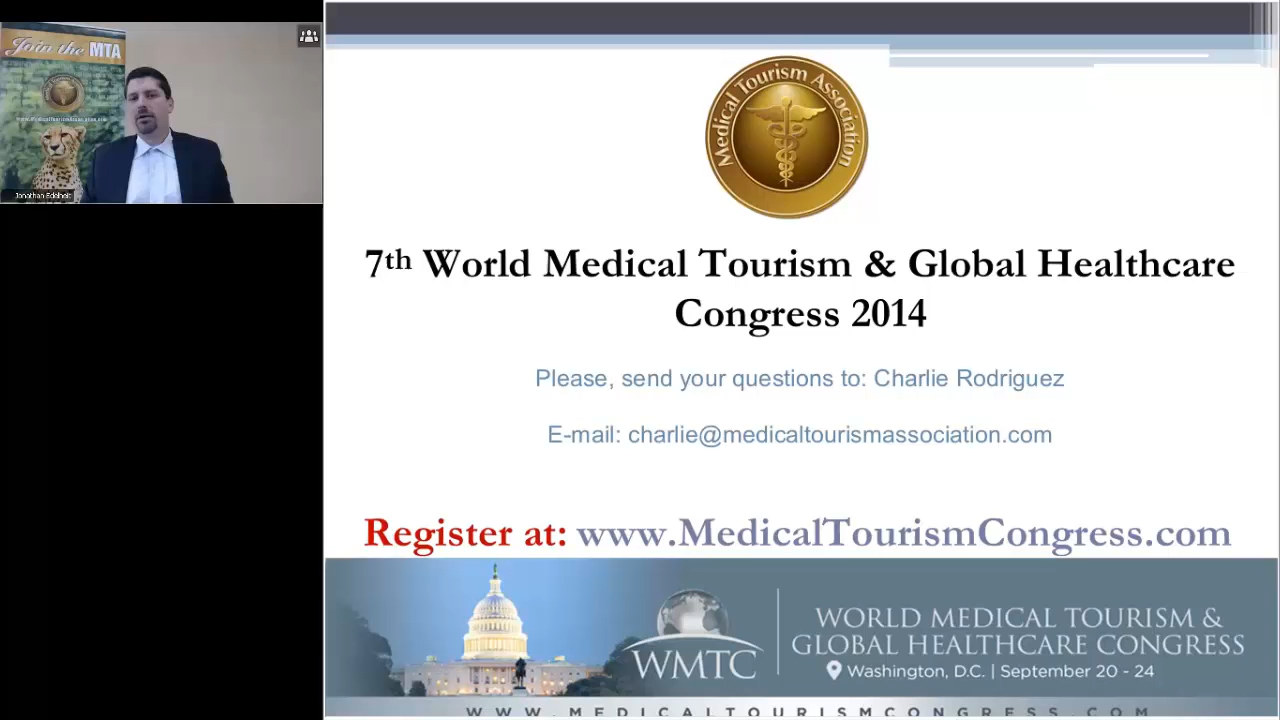 Join the MTA
Jonathan Edelheit
Medical Tourism Association
7th World Medical Tourism & Global Healthcare
Congress 2014
Please, send your questions to: Charlie Rodriguez
E-mail: charlie@medicaltourismassociation.com
Register at: www.MedicalTourismCongress.com
WMTC
WORLD MEDICAL TOURISM &
GLOBAL HEALTHCARE CONGRESS
Washington, D.C. | September 20 - 24
WWW.MEDICALTOURISMCONGRESS.COM